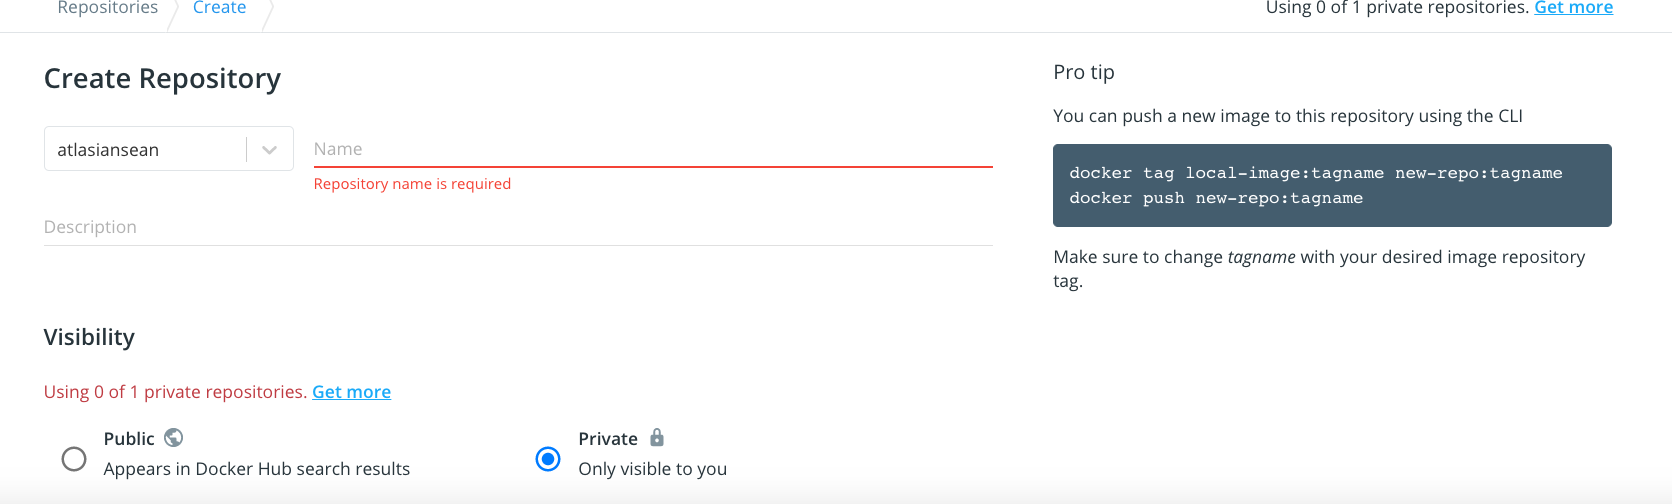 Repositories
Create
Using 0 of 1 private repositories. Get more
Create Repository
atlasiansean
Name
Repository name is required
Description
Visibility
Using 0 of 1 private repositories. Get more
Public
Appears in Docker Hub search results
Private
Only visible to you
Pro tip
You can push a new image to this repository using the CLI
docker tag local-image:tagname new-repo:tagname
docker push new-repo:tagname
Make sure to change tagname with your desired image repository
tag.